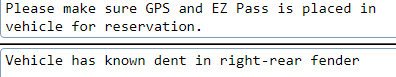 Please make sure GPS and EZ Pass is placed in
vehicle for reservation.
Vehicle has known dent in right-rear fender